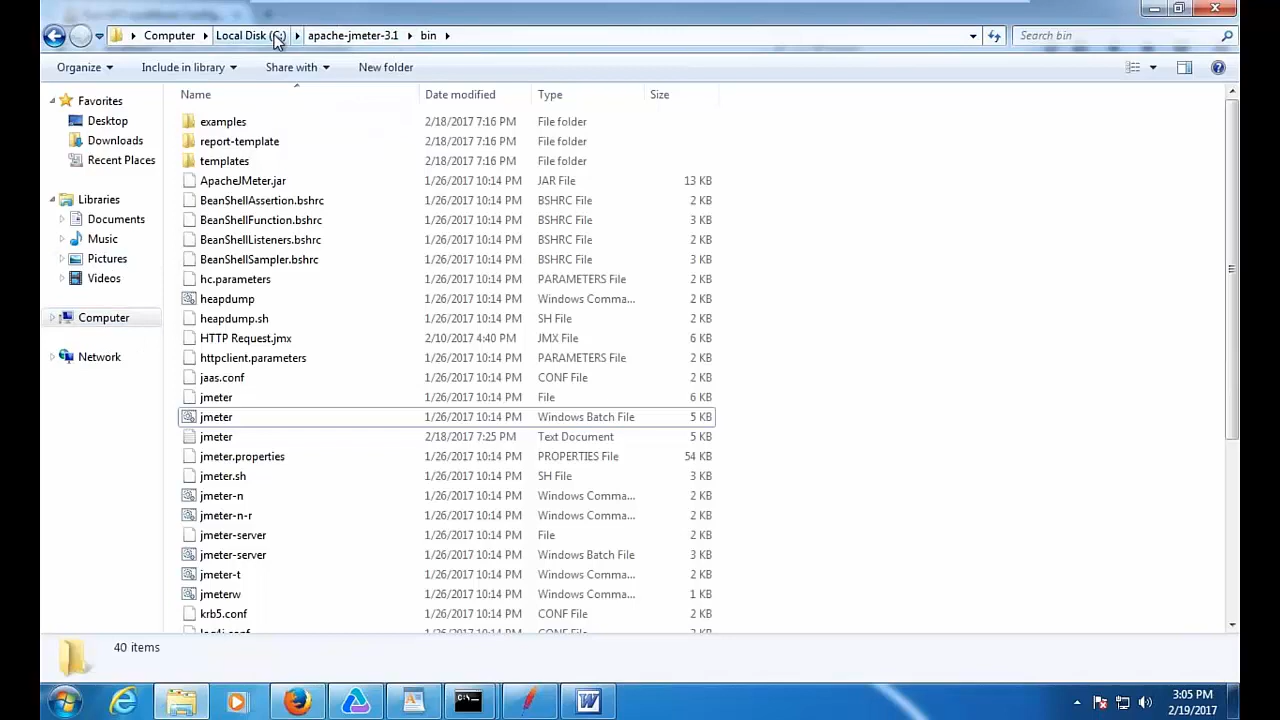 Computer Local Disk (C:) apache-jmeter-3.1 bin Search bin
Organize Include in library Share with New folder
Name Date modified Type Size
Favorites
Desktop
Downloads
Recent Places
Libraries
Documents
Music
Pictures
Videos
Computer
Network
examples 2/18/2017 7:16 PM File folder
report-template 2/18/2017 7:16 PM File folder
templates 2/18/2017 7:16 PM File folder
ApacheJMeter.jar 1/26/2017 10:14 PM JAR File 13 KB
BeanShellAssertion.bshrc 1/26/2017 10:14 PM BSHRC File 2 KB
BeanShellFunction.bshrc 1/26/2017 10:14 PM BSHRC File 3 KB
BeanShellListeners.bshrc 1/26/2017 10:14 PM BSHRC File 2 KB
BeanShellSampler.bshrc 1/26/2017 10:14 PM BSHRC File 3 KB
hc.parameters 1/26/2017 10:14 PM PARAMETERS File 2 KB
heapdump 1/26/2017 10:14 PM Windows Comma... 2 KB
heapdump.sh 1/26/2017 10:14 PM SH File 2 KB
HTTP Request.jmx 2/10/2017 4:40 PM JMX File 6 KB
httpclient.parameters 1/26/2017 10:14 PM PARAMETERS File 2 KB
jaas.conf 1/26/2017 10:14 PM CONF File 2 KB
jmeter 1/26/2017 10:14 PM File 6 KB
jmeter 1/26/2017 10:14 PM Windows Batch File 5 KB
jmeter 2/18/2017 7:25 PM Text Document 5 KB
jmeter.properties 1/26/2017 10:14 PM PROPERTIES File 54 KB
jmeter.sh 1/26/2017 10:14 PM SH File 3 KB
jmeter-n 1/26/2017 10:14 PM Windows Comma... 2 KB
jmeter-n-r 1/26/2017 10:14 PM Windows Comma... 2 KB
jmeter-server 1/26/2017 10:14 PM File 2 KB
jmeter-server 1/26/2017 10:14 PM Windows Batch File 3 KB
jmeter-t 1/26/2017 10:14 PM Windows Comma... 2 KB
jmeterw 1/26/2017 10:14 PM Windows Comma... 1 KB
krb5.conf 1/26/2017 10:14 PM CONF File 2 KB
40 items
3:05 PM
2/19/2017